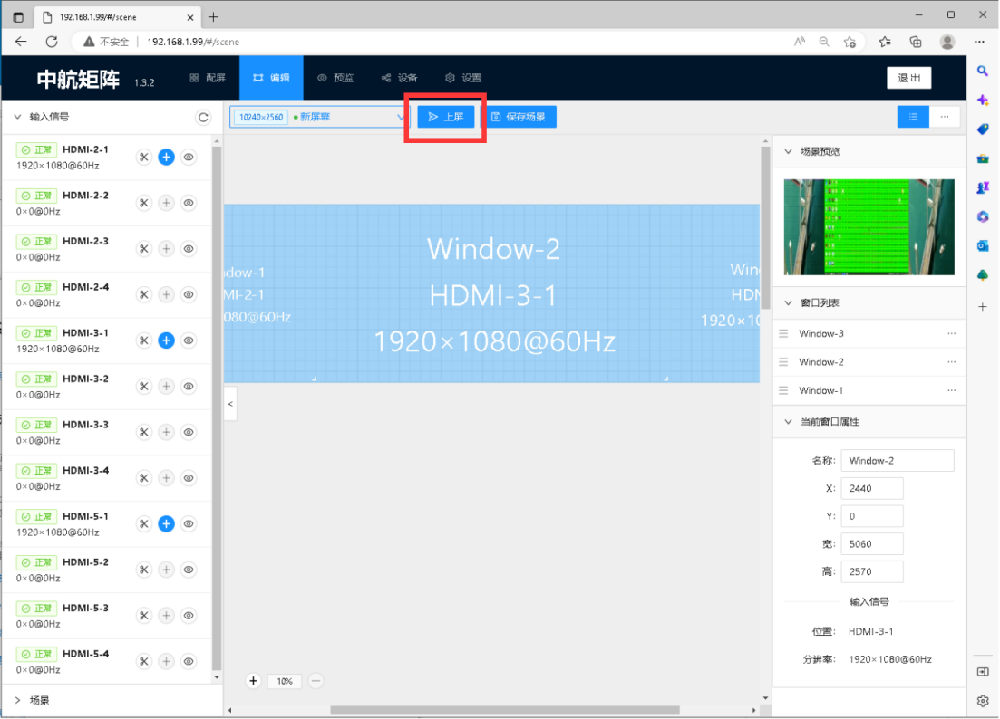 192.168.1.99/#/scene
不安全 | 192.168.1.99/#/scene
中航矩阵 1.3.2 配屏 编辑 预监 设备 设置 退出
输入信号
10240×2560 新屏幕 上屏 保存场景
正常 HDMI-2-1
1920×1080@60Hz
正常 HDMI-2-2
0×0@0Hz
正常 HDMI-2-3
0×0@0Hz
正常 HDMI-2-4
0×0@0Hz
正常 HDMI-3-1
1920×1080@60Hz
正常 HDMI-3-2
0×0@0Hz
正常 HDMI-3-3
0×0@0Hz
正常 HDMI-3-4
0×0@0Hz
正常 HDMI-5-1
1920×1080@60Hz
正常 HDMI-5-2
0×0@0Hz
正常 HDMI-5-3
0×0@0Hz
正常 HDMI-5-4
0×0@0Hz
场景
dow-1
MI-2-1
080@60Hz
Window-2
HDMI-3-1
1920×1080@60Hz
Win
HDM
1920×10
10%
场景预览
窗口列表
Window-3
Window-2
Window-1
当前窗口属性
名称: Window-2
X: 2440
Y: 0
宽: 5060
高: 2570
输入信号
位置: HDMI-3-1
分辨率: 1920×1080@60Hz